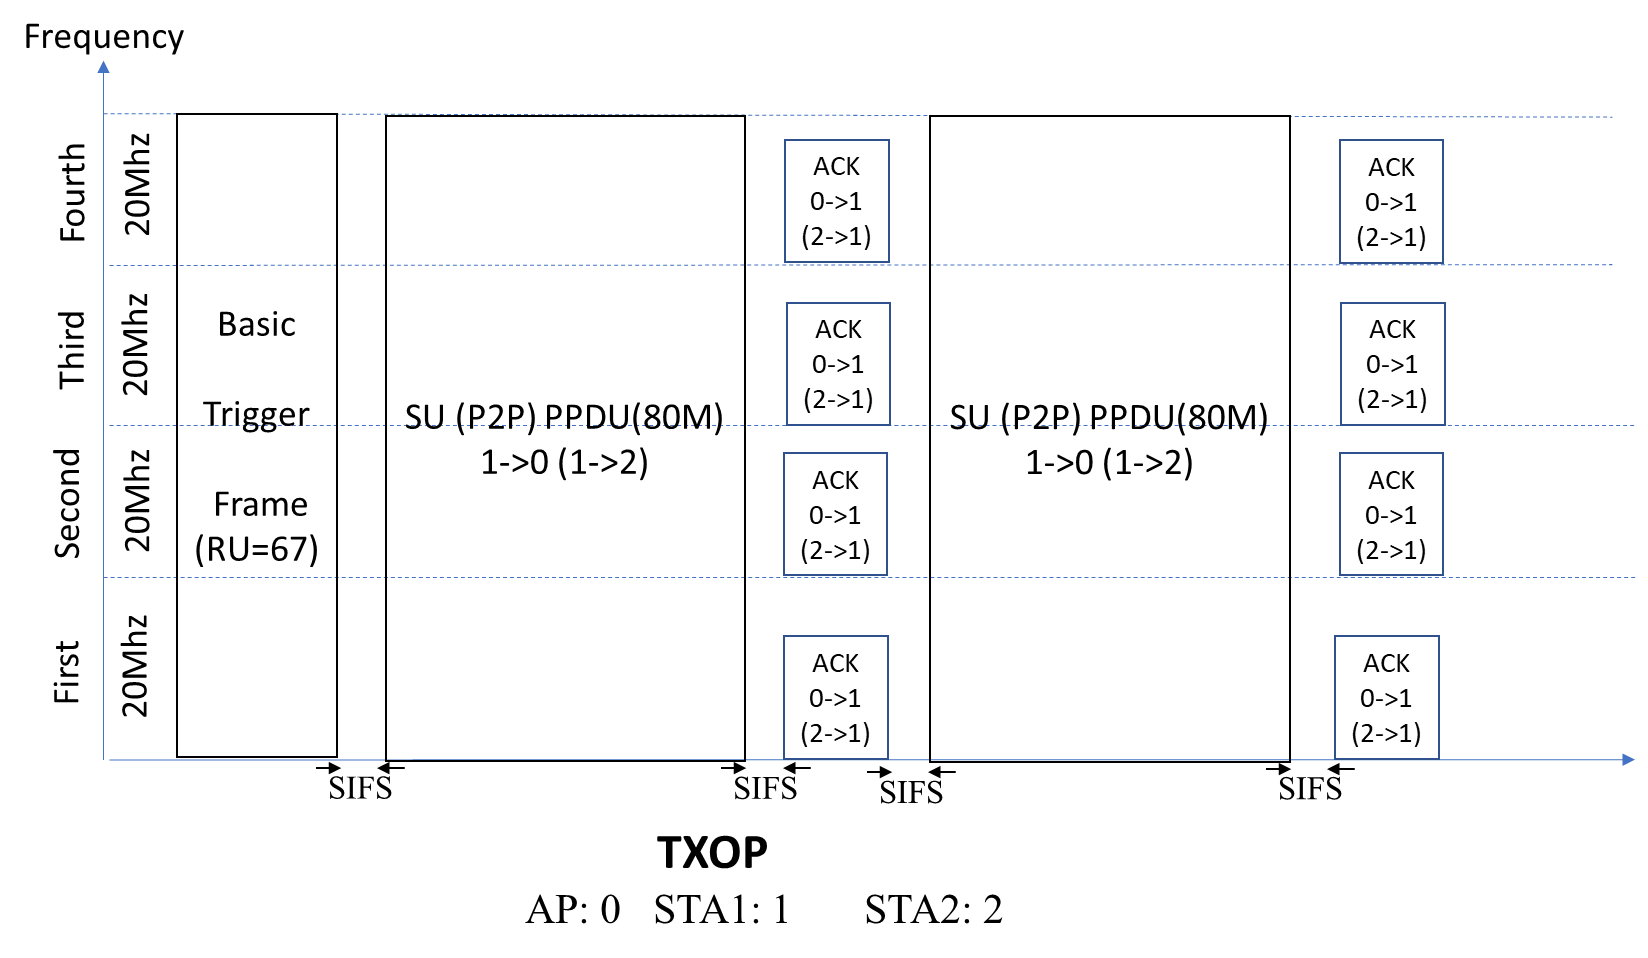 Frequency
Fourth
20Mhz
Third
20Mhz
Second
20Mhz
First
20Mhz
Basic
Trigger
Frame
(RU=67)
SU (P2P) PPDU(80M)
1->0 (1->2)
ACK
0->1
(2->1)
ACK
0->1
(2->1)
ACK
0->1
(2->1)
ACK
0->1
(2->1)
SU (P2P) PPDU(80M)
1->0 (1->2)
ACK
0->1
(2->1)
ACK
0->1
(2->1)
ACK
0->1
(2->1)
ACK
0->1
(2->1)
SIFS
SIFS
SIFS
SIFS
TXOP
AP: 0 STA1: 1 STA2: 2